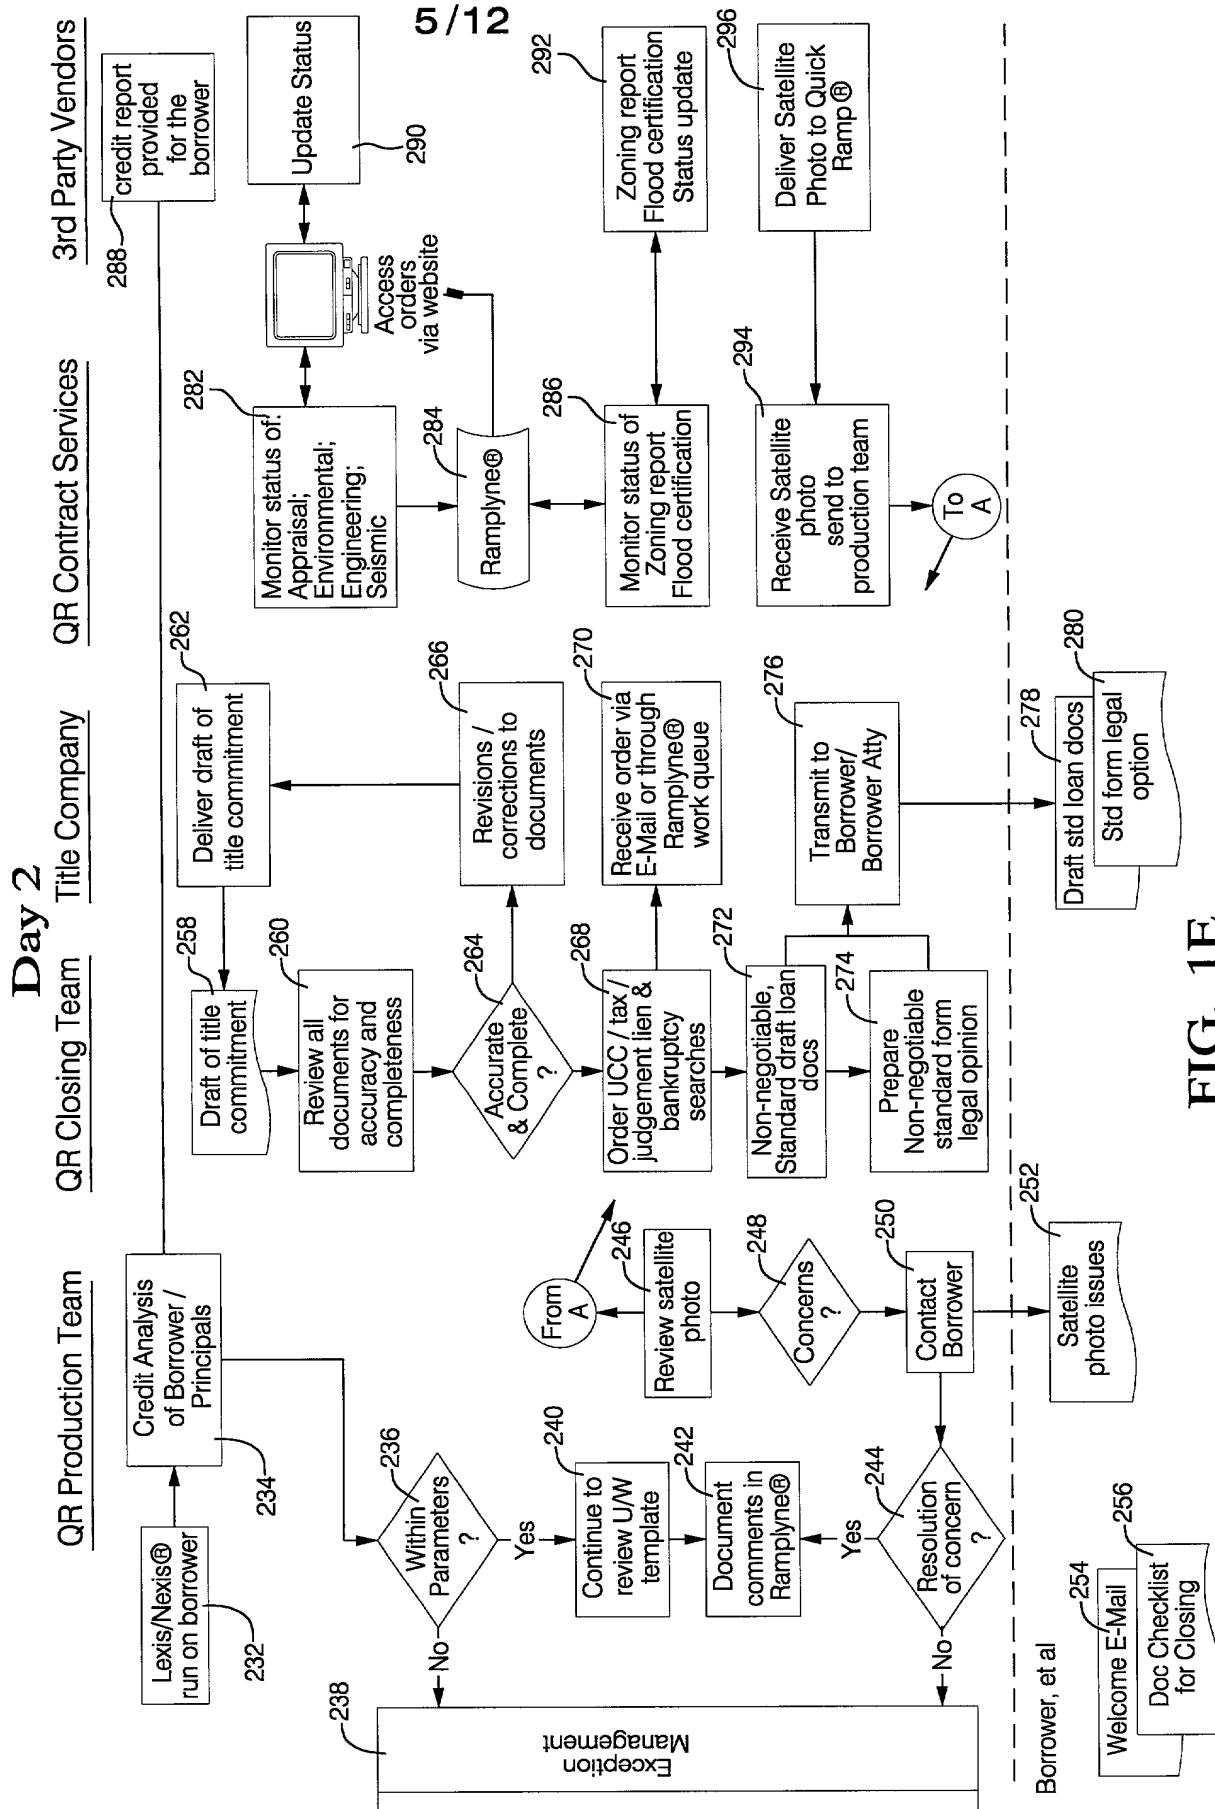 5/12
Day 2
QR Production Team
QR Closing Team
Title Company
QR Contract Services
3rd Party Vendors
Lexis/Nexis®
run on borrower
232
Credit Analysis
of Borrower /
Principals
234
Within
Parameters
?
236
No
Yes
Exception
Management
238
Continue to
review U/W
template
240
Document
comments in
Ramplyne®
242
Yes
Resolution
of concern
?
244
No
From
A
Review satellite
photo
246
Concerns
?
248
Contact
Borrower
250
Satellite
photo issues
252
Borrower, et al
Welcome E-Mail
254
Doc Checklist
for Closing
256
Draft of title
commitment
258
Review all
documents for
accuracy and
completeness
260
Deliver draft of
title commitment
262
Accurate
& Complete
?
264
Revisions /
corrections to
documents
266
Order UCC / tax /
judgement lien &
bankruptcy
searches
268
Receive order via
E-Mail or through
Ramplyne®
work queue
270
Non-negotiable,
Standard draft loan
docs
272
Prepare
Non-negotiable
standard form
legal opinion
274
Transmit to
Borrower/
Borrower Atty
276
Draft std loan docs
278
Std form legal
option
280
Monitor status of:
Appraisal;
Environmental;
Engineering;
Seismic
282
Ramplyne®
284
Access
orders
via website
Monitor status of
Zoning report
Flood certification
286
credit report
provided
for the
borrower
288
Update Status
290
Zoning report
Flood certification
Status update
292
Receive Satellite
photo
send to
production team
294
To
A
Deliver Satellite
Photo to Quick
Ramp®
296
FIG. 1E